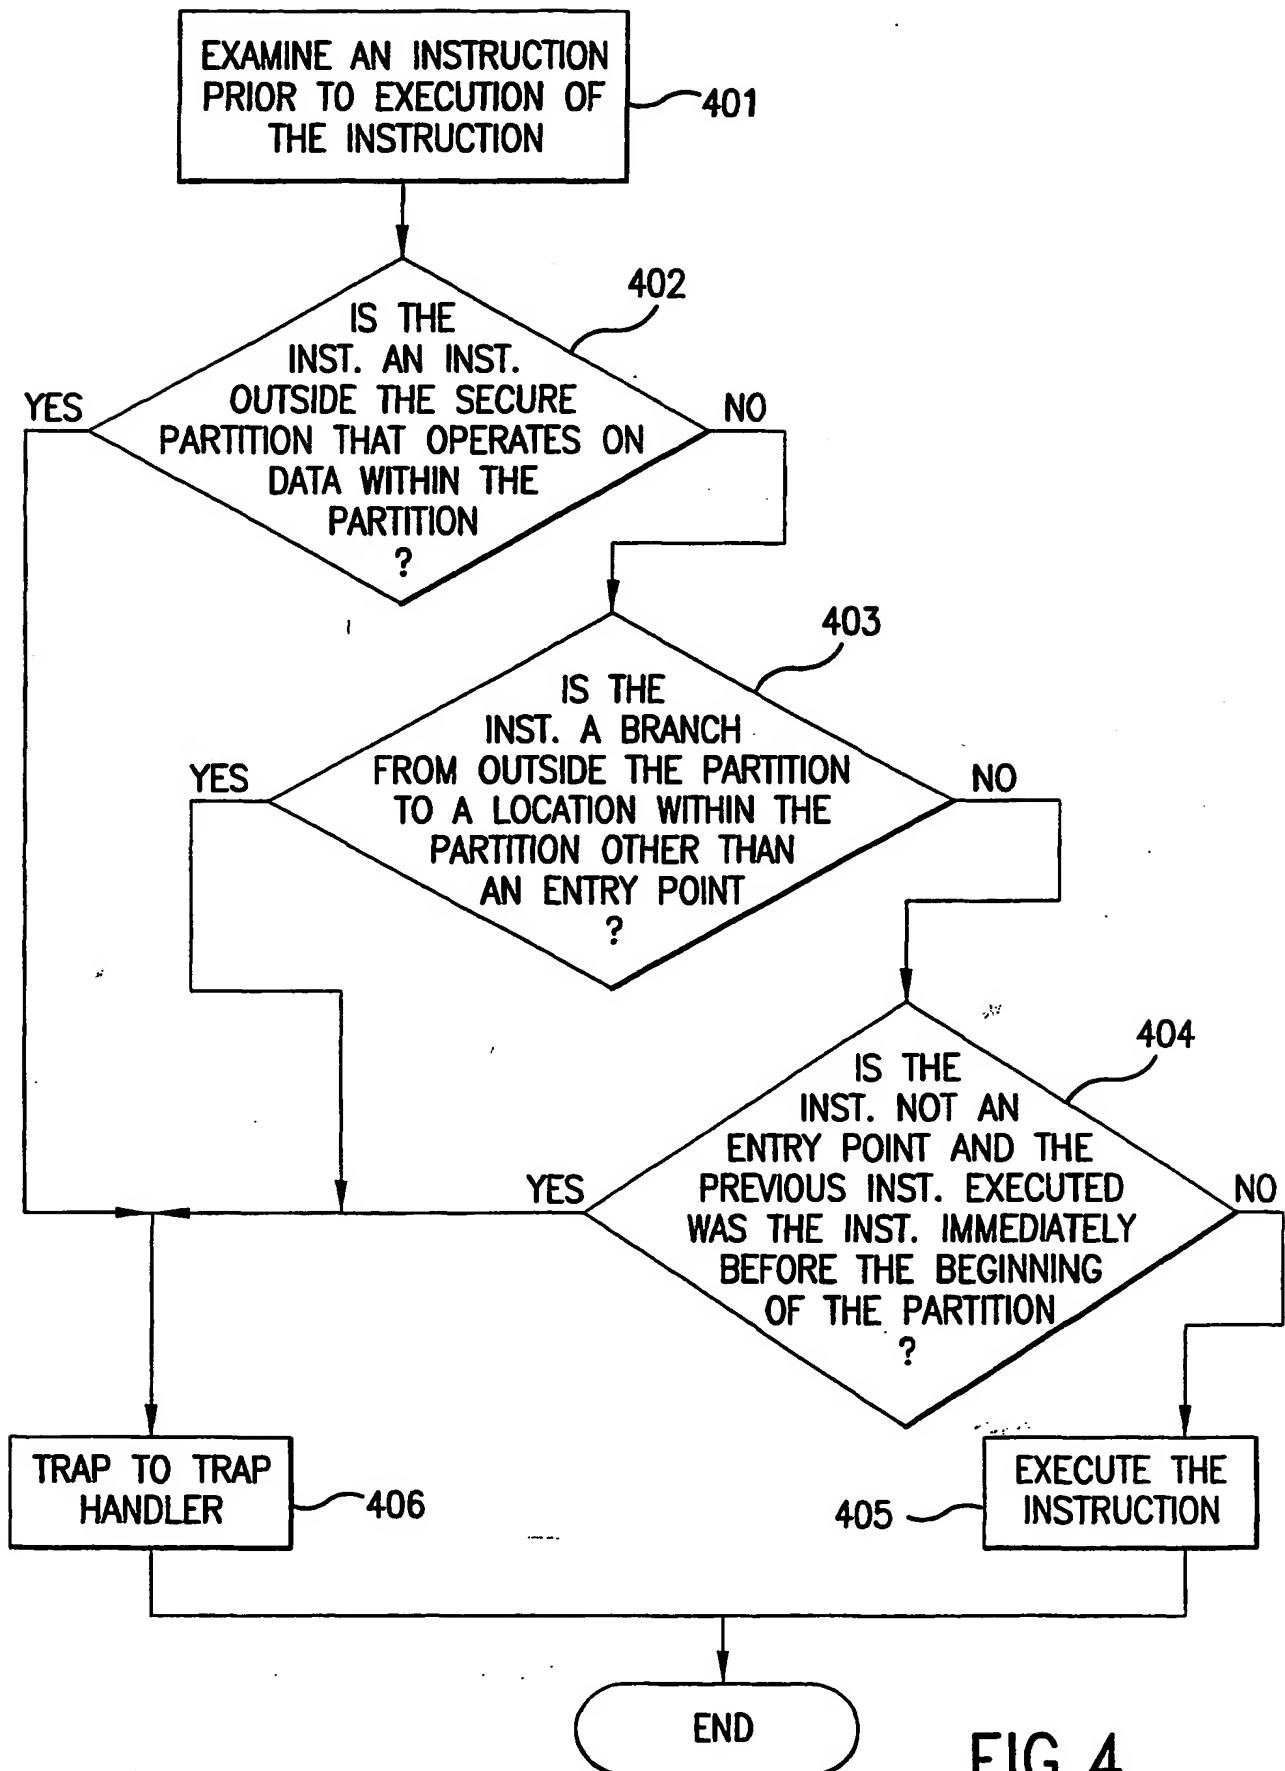 EXAMINE AN INSTRUCTION
PRIOR TO EXECUTION OF
THE INSTRUCTION
401
402
IS THE
INST. AN INST.
OUTSIDE THE SECURE
PARTITION THAT OPERATES ON
DATA WITHIN THE
PARTITION
?
YES
NO
403
IS THE
INST. A BRANCH
FROM OUTSIDE THE PARTITION
TO A LOCATION WITHIN THE
PARTITION OTHER THAN
AN ENTRY POINT
?
YES
NO
404
IS THE
INST. NOT AN
ENTRY POINT AND THE
PREVIOUS INST. EXECUTED
WAS THE INST. IMMEDIATELY
BEFORE THE BEGINNING
OF THE PARTITION
?
YES
NO
TRAP TO TRAP
HANDLER
406
405
EXECUTE THE
INSTRUCTION
END
FIG. 4